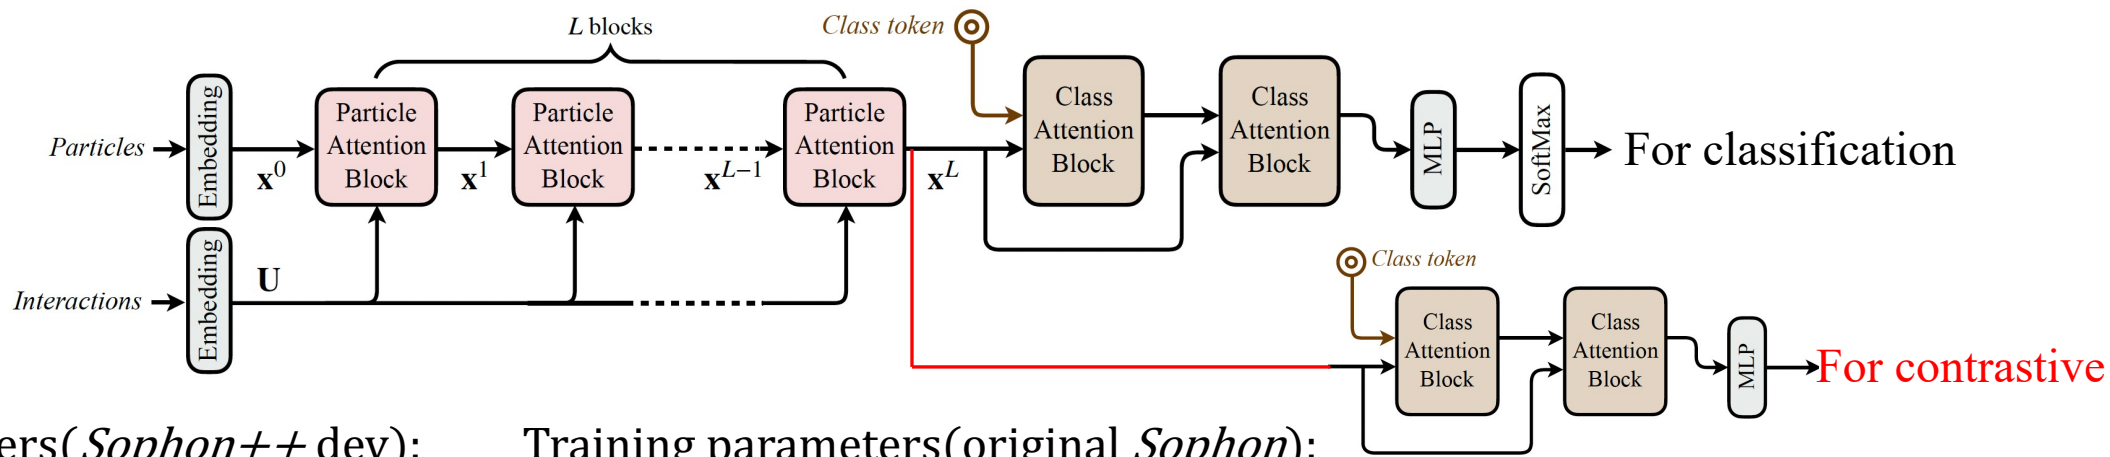 L blocks
Class token
Particles
Embedding
x⁰
Particle
Attention
Block
x¹
Particle
Attention
Block
x^{L−1}
Particle
Attention
Block
x^L
Class
Attention
Block
Class
Attention
Block
MLP
SoftMax
For classification
Interactions
Embedding
U
Class token
Class
Attention
Block
Class
Attention
Block
MLP
For contrastive
ers(Sophon++ dev):
Training parameters(original Sophon):